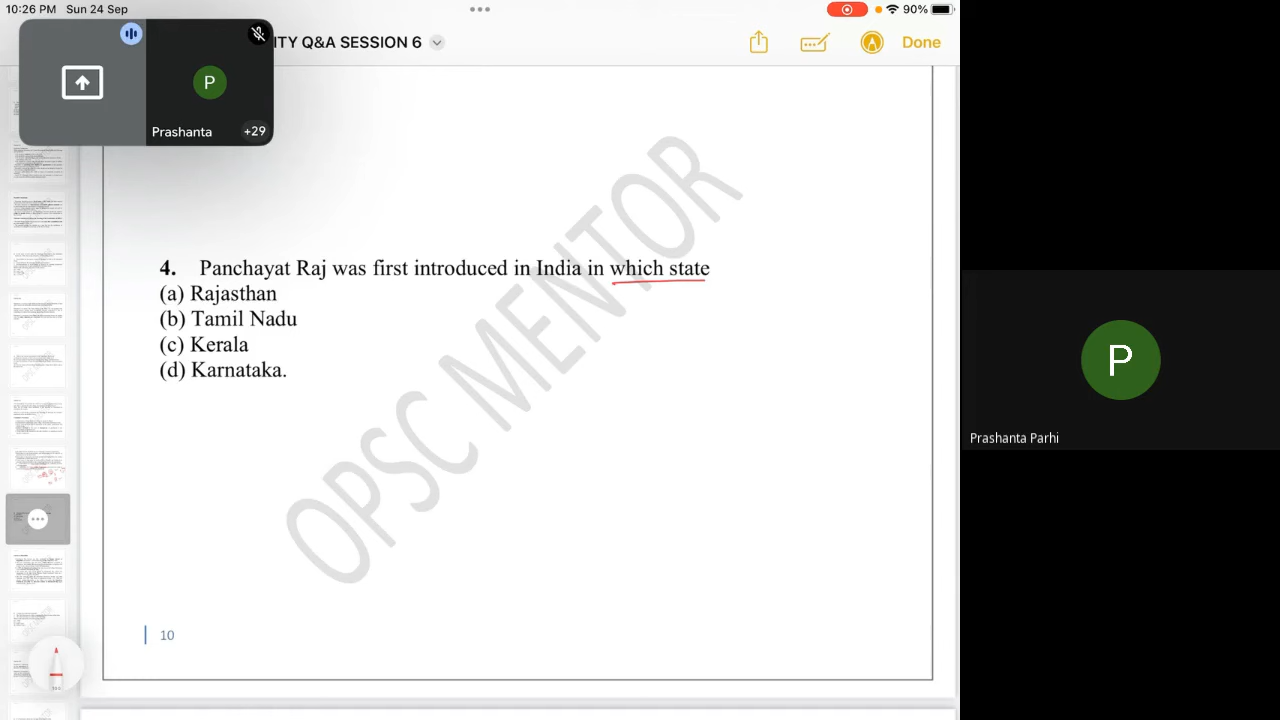 10:26 PM Sun 24 Sep
90%
ITY Q&A SESSION 6
Done
P
Prashanta
+29
4. Panchayat Raj was first introduced in India in which state
(a) Rajasthan
(b) Tamil Nadu
(c) Kerala
(d) Karnataka.
OPSC MENTOR
10
P
Prashanta Parhi